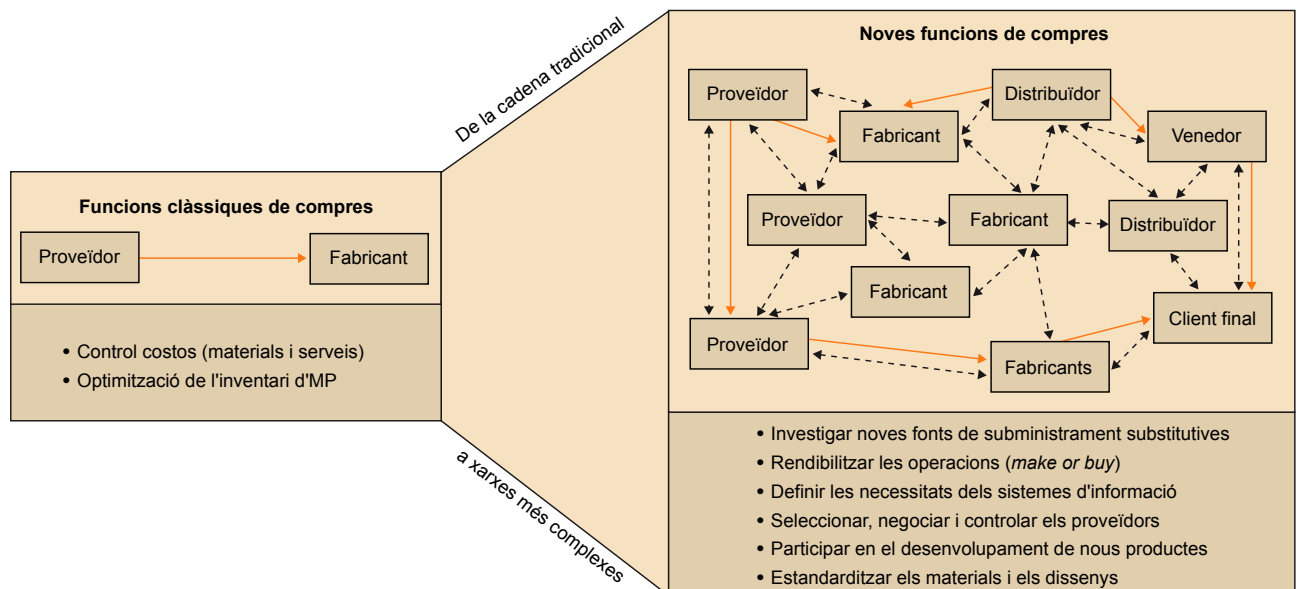 De la cadena tradicional
a xarxes més complexes
Funcions clàssiques de compres
Proveïdor
Fabricant
• Control costos (materials i serveis)
• Optimització de l'inventari d'MP
Noves funcions de compres
Proveïdor
Distribuïdor
Fabricant
Venedor
Proveïdor
Fabricant
Distribuïdor
Fabricant
Client final
Proveïdor
Fabricants
• Investigar noves fonts de subministrament substitutives
• Rendibilitzar les operacions (make or buy)
• Definir les necessitats dels sistemes d'informació
• Seleccionar, negociar i controlar els proveïdors
• Participar en el desenvolupament de nous productes
• Estandarditzar els materials i els dissenys